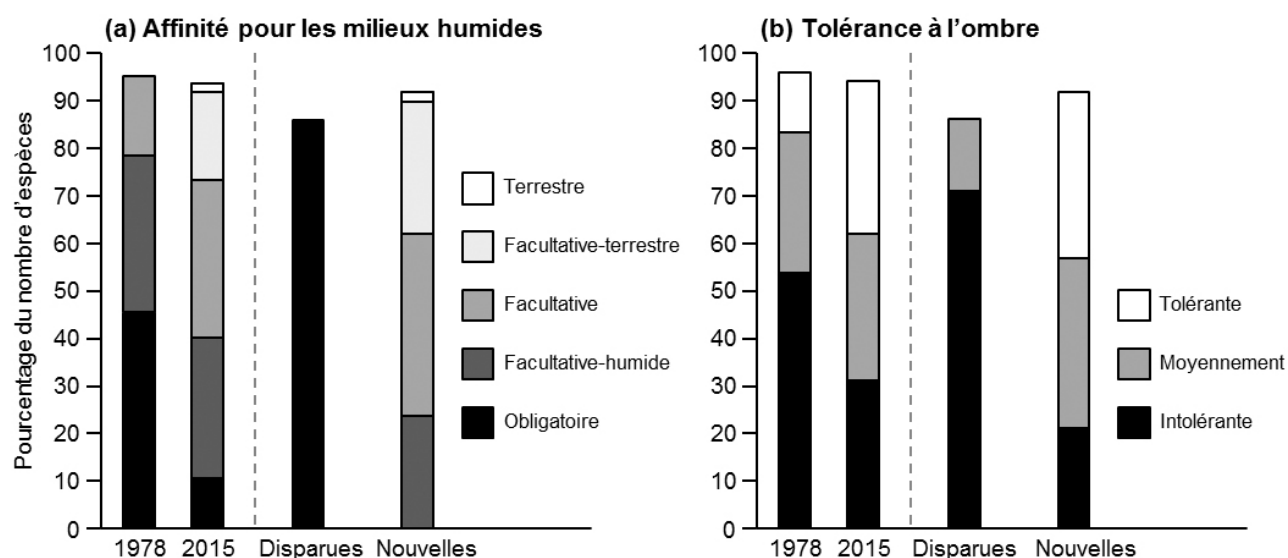 (a) Affinité pour les milieux humides
Pourcentage du nombre d'espèces
100
90
80
70
60
50
40
30
20
10
0
1978 2015 Disparues Nouvelles
Terrestre
Facultative-terrestre
Facultative
Facultative-humide
Obligatoire
(b) Tolérance à l'ombre
100
90
80
70
60
50
40
30
20
10
0
1978 2015 Disparues Nouvelles
Tolérante
Moyennement
Intolérante